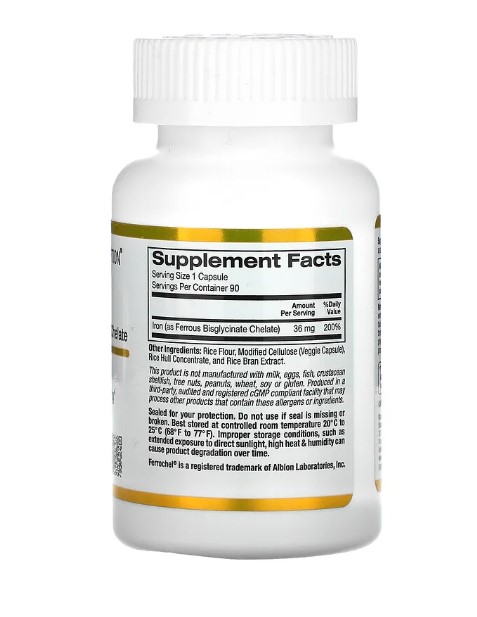 TION®
Chelate
Supplement Facts
Serving Size 1 Capsule
Servings Per Container 90
Amount %Daily
Per Serving Value
Iron (as Ferrous Bisglycinate Chelate) 36 mg 200%
Other Ingredients: Rice Flour, Modified Cellulose (Veggie Capsule),
Rice Hull Concentrate, and Rice Bran Extract.
This product is not manufactured with milk, eggs, fish, crustacean
shellfish, tree nuts, peanuts, wheat, soy or gluten. Produced in a
third-party, audited and registered cGMP compliant facility that may
process other products that contain these allergens or ingredients.
Sealed for your protection. Do not use if seal is missing or
broken. Best stored at controlled room temperature 20°C to
25°C (68°F to 77°F). Improper storage conditions, such as
extended exposure to direct sunlight, high heat & humidity can
cause product degradation over time.
Ferrochel® is a registered trademark of Albion Laboratories, Inc.